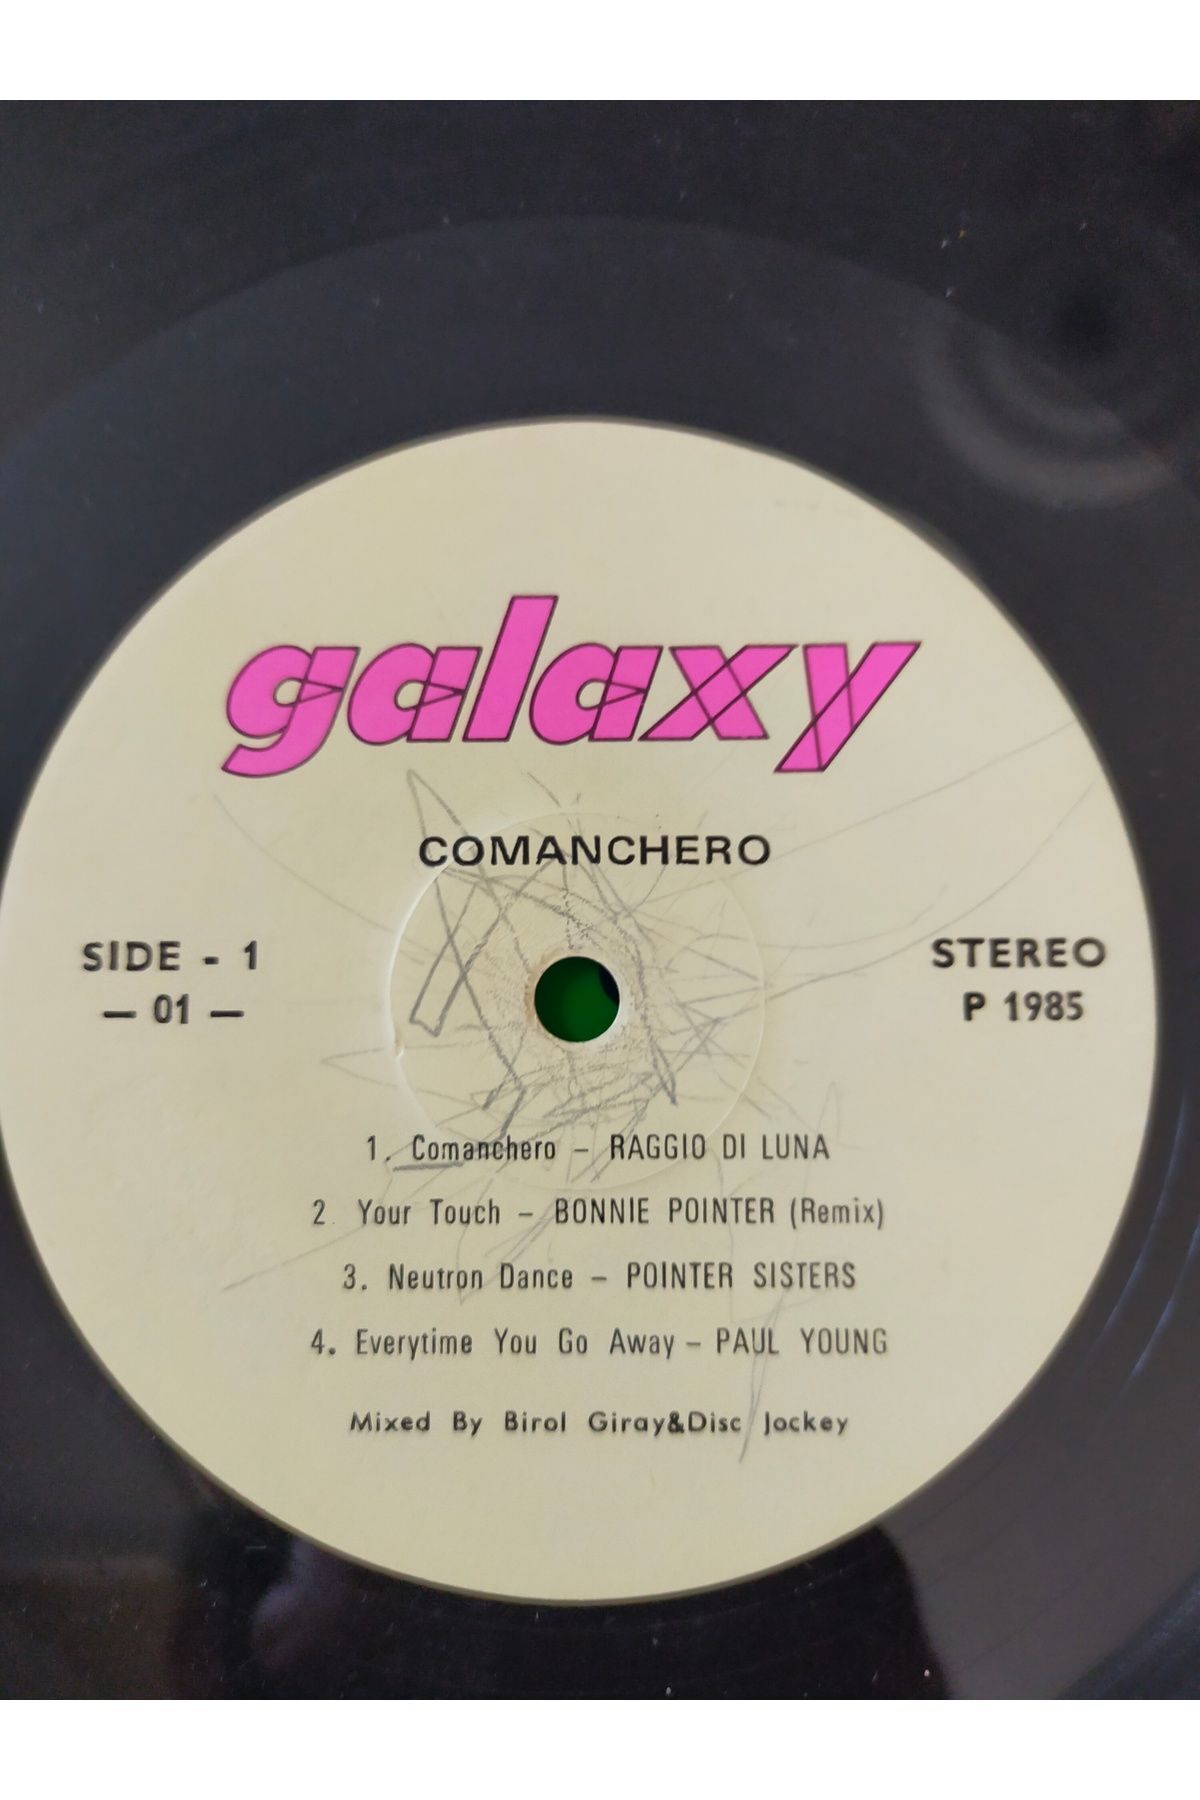 galaxy
COMANCHERO
SIDE - 1
— 01 —
STEREO
P 1985
1. Comanchero – RAGGIO DI LUNA
2. Your Touch – BONNIE POINTER (Remix)
3. Neutron Dance – POINTER SISTERS
4. Everytime You Go Away – PAUL YOUNG
Mixed By Birol Giray&Disc Jockey